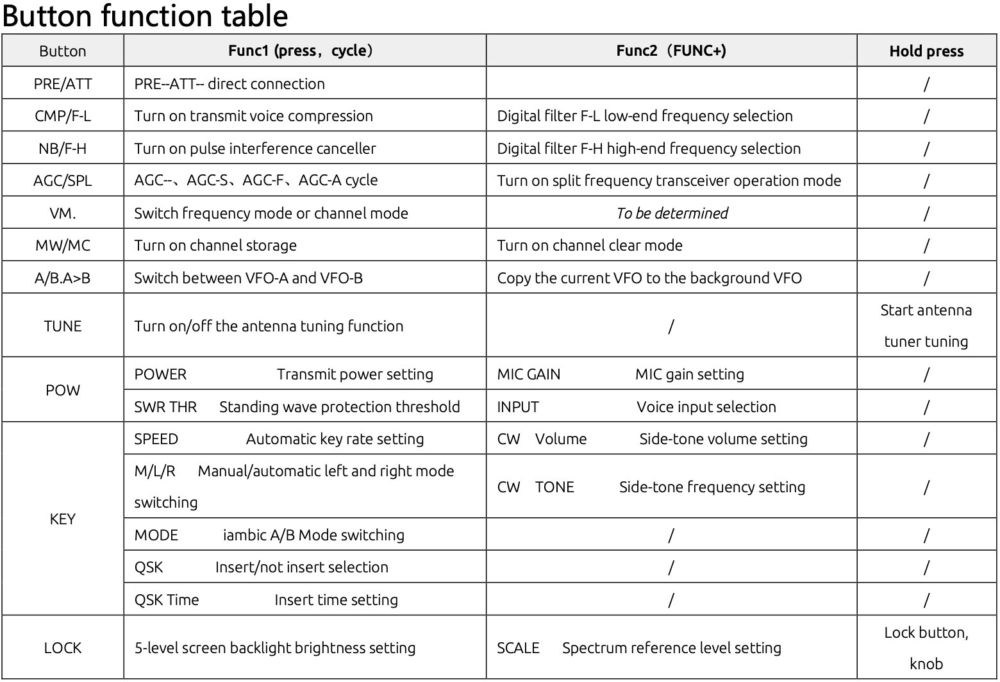 Button function table
Button Func1 (press，cycle） Func2（FUNC+) Hold press
PRE/ATT PRE--ATT-- direct connection /
CMP/F-L Turn on transmit voice compression Digital filter F-L low-end frequency selection /
NB/F-H Turn on pulse interference canceller Digital filter F-H high-end frequency selection /
AGC/SPL AGC--、AGC-S、AGC-F、AGC-A cycle Turn on split frequency transceiver operation mode /
VM. Switch frequency mode or channel mode To be determined /
MW/MC Turn on channel storage Turn on channel clear mode /
A/B.A>B Switch between VFO-A and VFO-B Copy the current VFO to the background VFO /
TUNE Turn on/off the antenna tuning function / Start antenna
tuner tuning
POW
POWER Transmit power setting MIC GAIN MIC gain setting /
SWR THR Standing wave protection threshold INPUT Voice input selection /
KEY
SPEED Automatic key rate setting CW Volume Side-tone volume setting /
M/L/R Manual/automatic left and right mode
switching
CW TONE Side-tone frequency setting /
MODE iambic A/B Mode switching / /
QSK Insert/not insert selection / /
QSK Time Insert time setting / /
LOCK 5-level screen backlight brightness setting SCALE Spectrum reference level setting Lock button,
knob